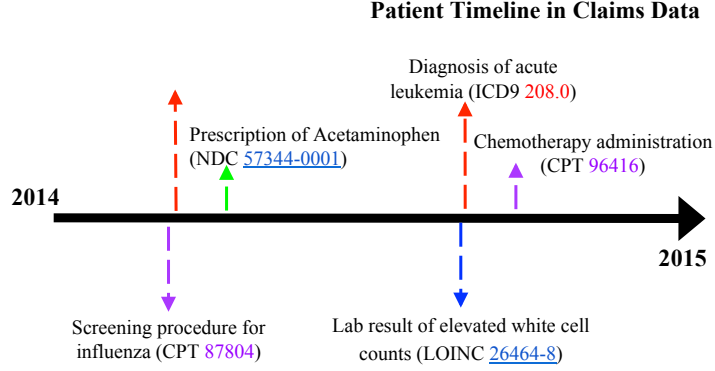 Patient Timeline in Claims Data
Diagnosis of acute
leukemia (ICD9 208.0)
Prescription of Acetaminophen
(NDC 57344-0001)
Chemotherapy administration
(CPT 96416)
2014
2015
Screening procedure for
influenza (CPT 87804)
Lab result of elevated white cell
counts (LOINC 26464-8)